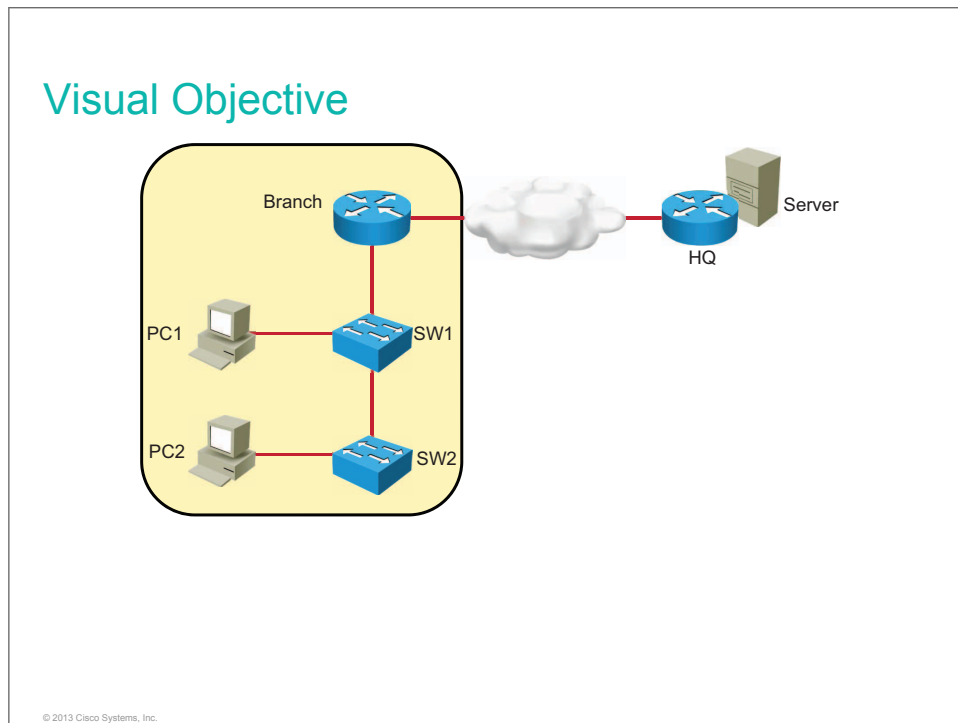 Visual Objective
Branch
Server
HQ
PC1
SW1
PC2
SW2
© 2013 Cisco Systems, Inc.